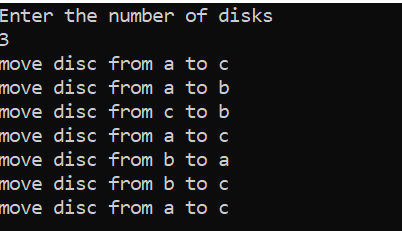 Enter the number of disks
3
move disc from a to c
move disc from a to b
move disc from c to b
move disc from a to c
move disc from b to a
move disc from b to c
move disc from a to c